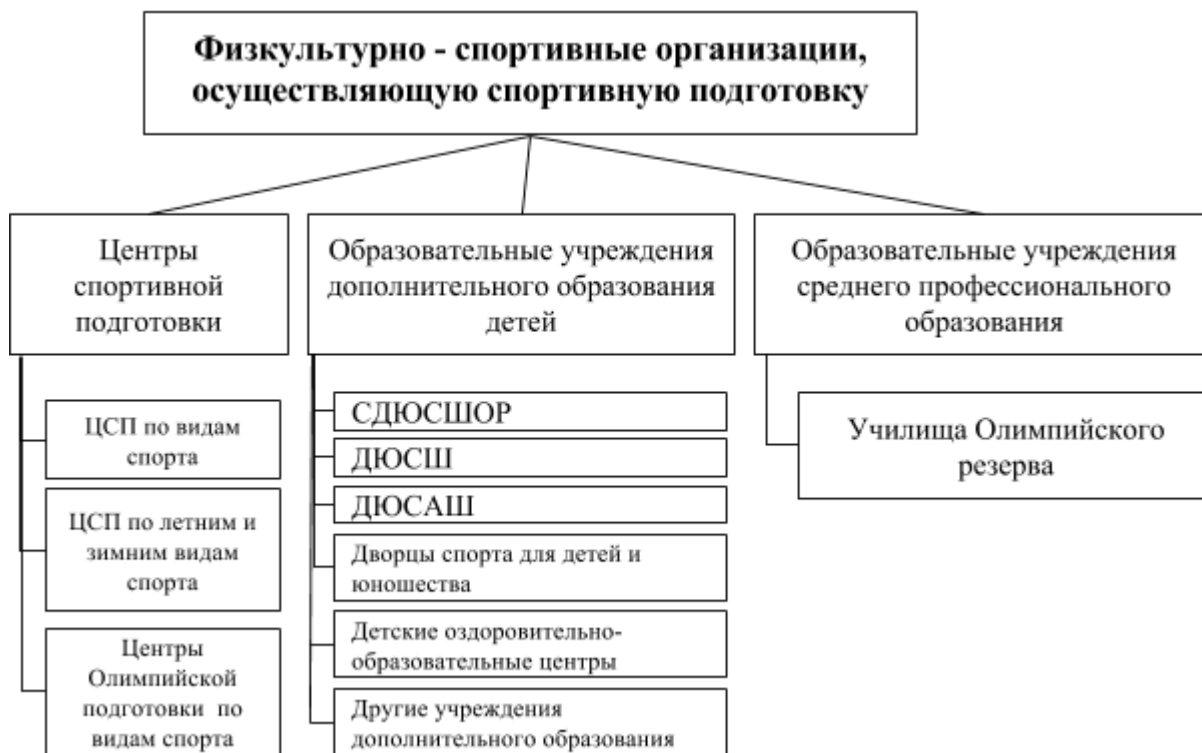 Физкультурно - спортивные организации,
осуществляющую спортивную подготовку
Центры
спортивной
подготовки
ЦСП по видам
спорта
ЦСП по летним и
зимним видам
спорта
Центры
Олимпийской
подготовки по
видам спорта
Образовательные учреждения
дополнительного образования
детей
СДЮСШОР
ДЮСШ
ДЮСАШ
Дворцы спорта для детей и
юношества
Детские оздоровительно-
образовательные центры
Другие учреждения
дополнительного образования
Образовательные учреждения
среднего профессионального
образования
Училища Олимпийского
резерва